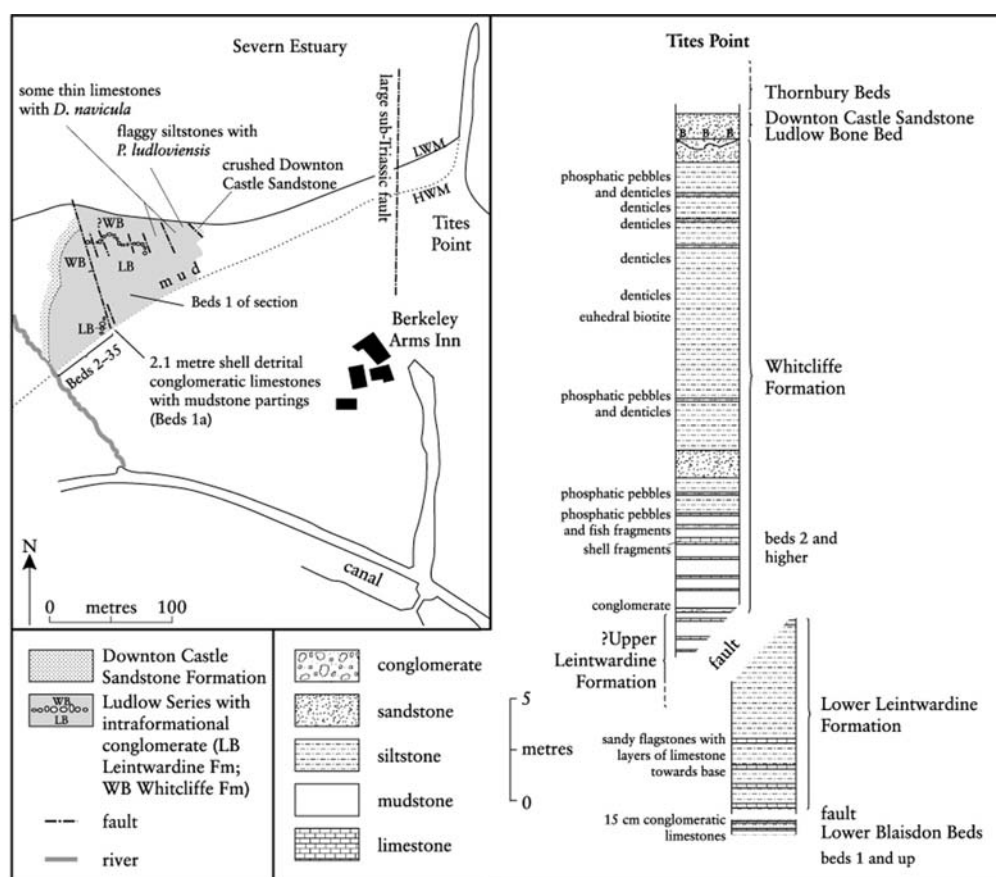 Severn Estuary
some thin limestones
with D. navicula
flaggy siltstones with
P. ludloviensis
crushed Downton
Castle Sandstone
large sub-Triassic fault
LWM
HWM
Tites
Point
?WB
WB
LB
mud
Beds 1 of section
LB
Beds 2–35
2.1 metre shell detrital
conglomeratic limestones
with mudstone partings
(Beds 1a)
Berkeley
Arms Inn
canal
N
0 metres 100
Downton Castle
Sandstone Formation
WB
LB
Ludlow Series with
intraformational
conglomerate (LB
Leintwardine Fm;
WB Whitcliffe Fm)
fault
river
conglomerate
sandstone
siltstone
mudstone
limestone
5
metres
0
Tites Point
Thornbury Beds
Downton Castle Sandstone
Ludlow Bone Bed
B B B
phosphatic pebbles
and denticles
denticles
denticles
denticles
denticles
euhedral biotite
Whitcliffe
Formation
phosphatic pebbles
and denticles
phosphatic pebbles
phosphatic pebbles
and fish fragments
shell fragments
beds 2 and
higher
conglomerate
?Upper
Leintwardine
Formation
fault
Lower Leintwardine
Formation
sandy flagstones with
layers of limestone
towards base
15 cm conglomeratic
limestones
fault
Lower Blaisdon Beds
beds 1 and up